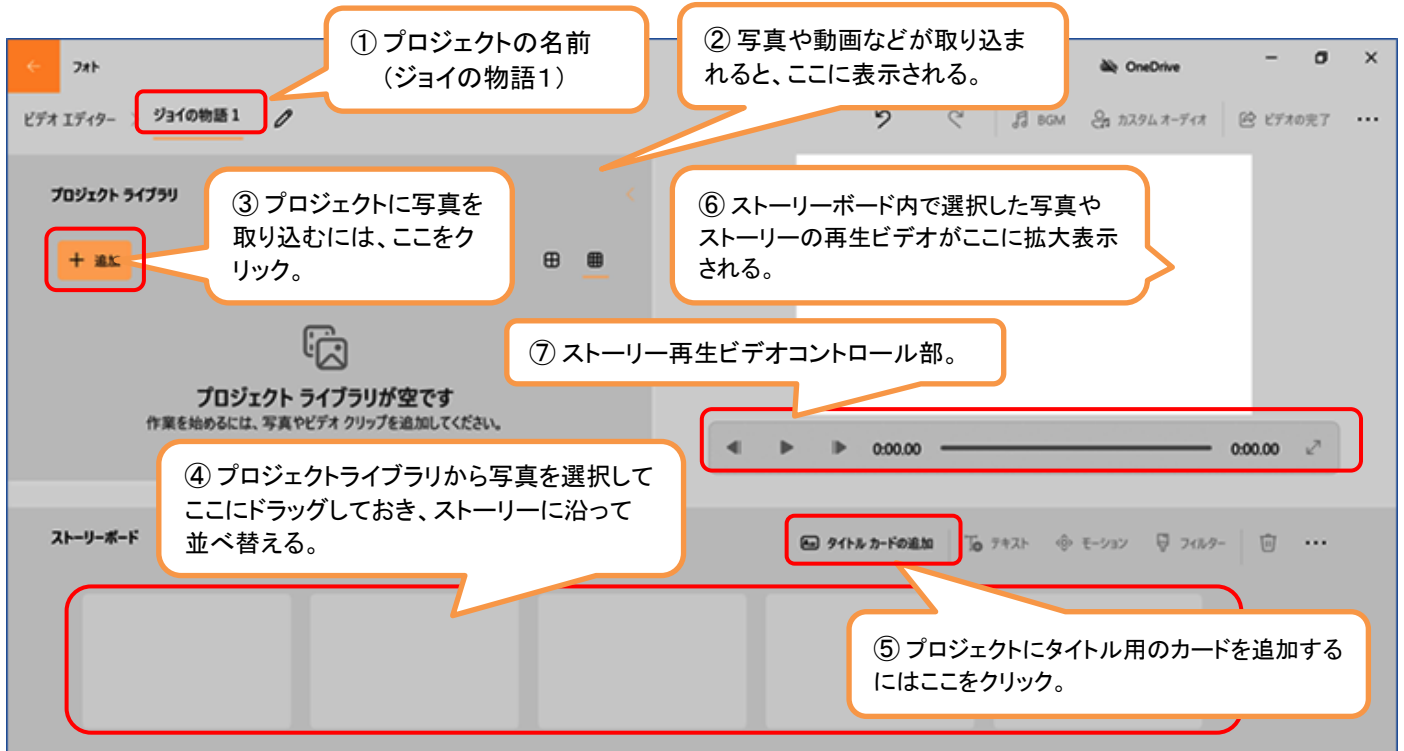 ① プロジェクトの名前
（ジョイの物語１）
② 写真や動画などが取り込ま
れると、ここに表示される。
フォト
OneDrive
ビデオ エディター
ジョイの物語 1
BGM
カスタム オーディオ
ビデオの完了
プロジェクト ライブラリ
③ プロジェクトに写真を
取り込むには、ここをク
リック。
＋ 追加
⑥ ストーリーボード内で選択した写真や
ストーリーの再生ビデオがここに拡大表示
される。
⑦ ストーリー再生ビデオコントロール部。
プロジェクト ライブラリが空です
作業を始めるには、写真やビデオ クリップを追加してください。
0:00.00
0:00.00
④ プロジェクトライブラリから写真を選択して
ここにドラッグしておき、ストーリーに沿って
並べ替える。
ストーリーボード
タイトル カードの追加
テキスト
モーション
フィルター
⑤ プロジェクトにタイトル用のカードを追加する
にはここをクリック。